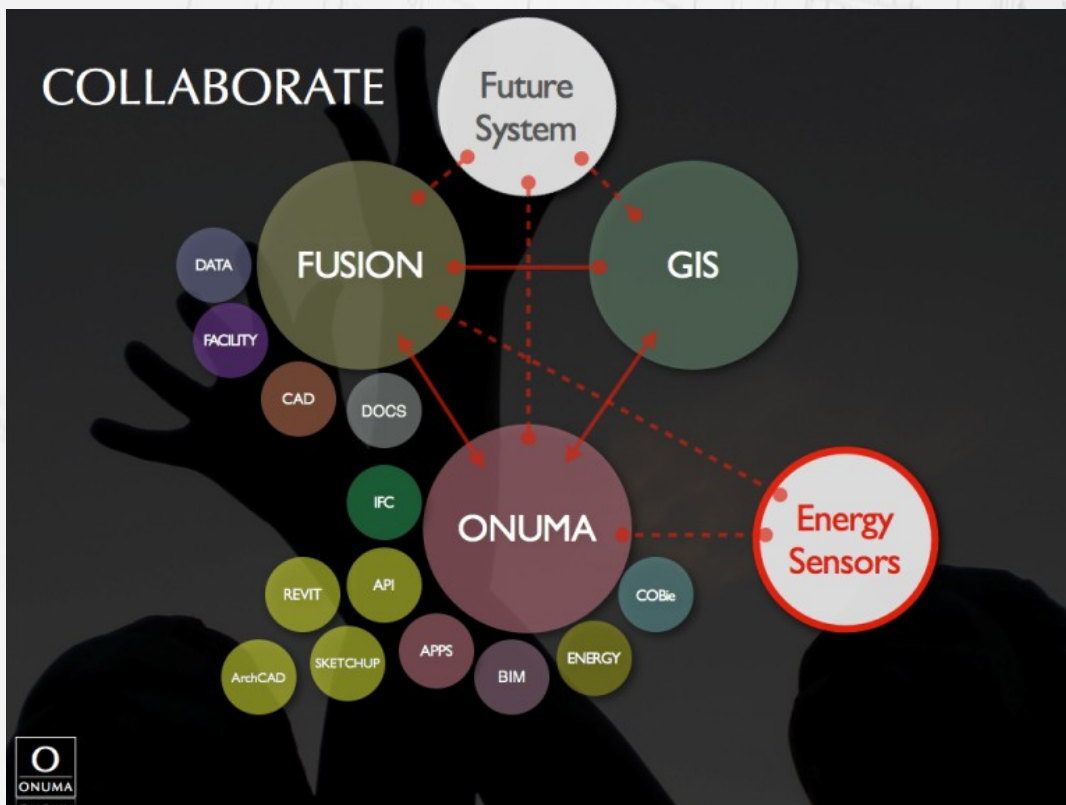 COLLABORATE
Future
System
FUSION
GIS
DATA
FACILITY
CAD
DOCS
IFC
ONUMA
Energy
Sensors
REVIT
API
COBie
ArchCAD
SKETCHUP
APPS
BIM
ENERGY
O
ONUMA